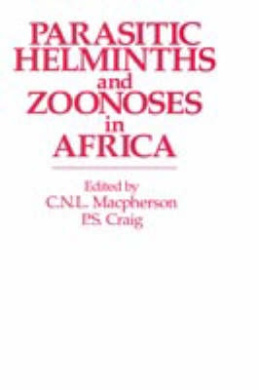 PARASITIC
HELMINTHS
and
ZOONOSES
in
AFRICA
Edited by
C.N.L. Macpherson
P.S. Craig